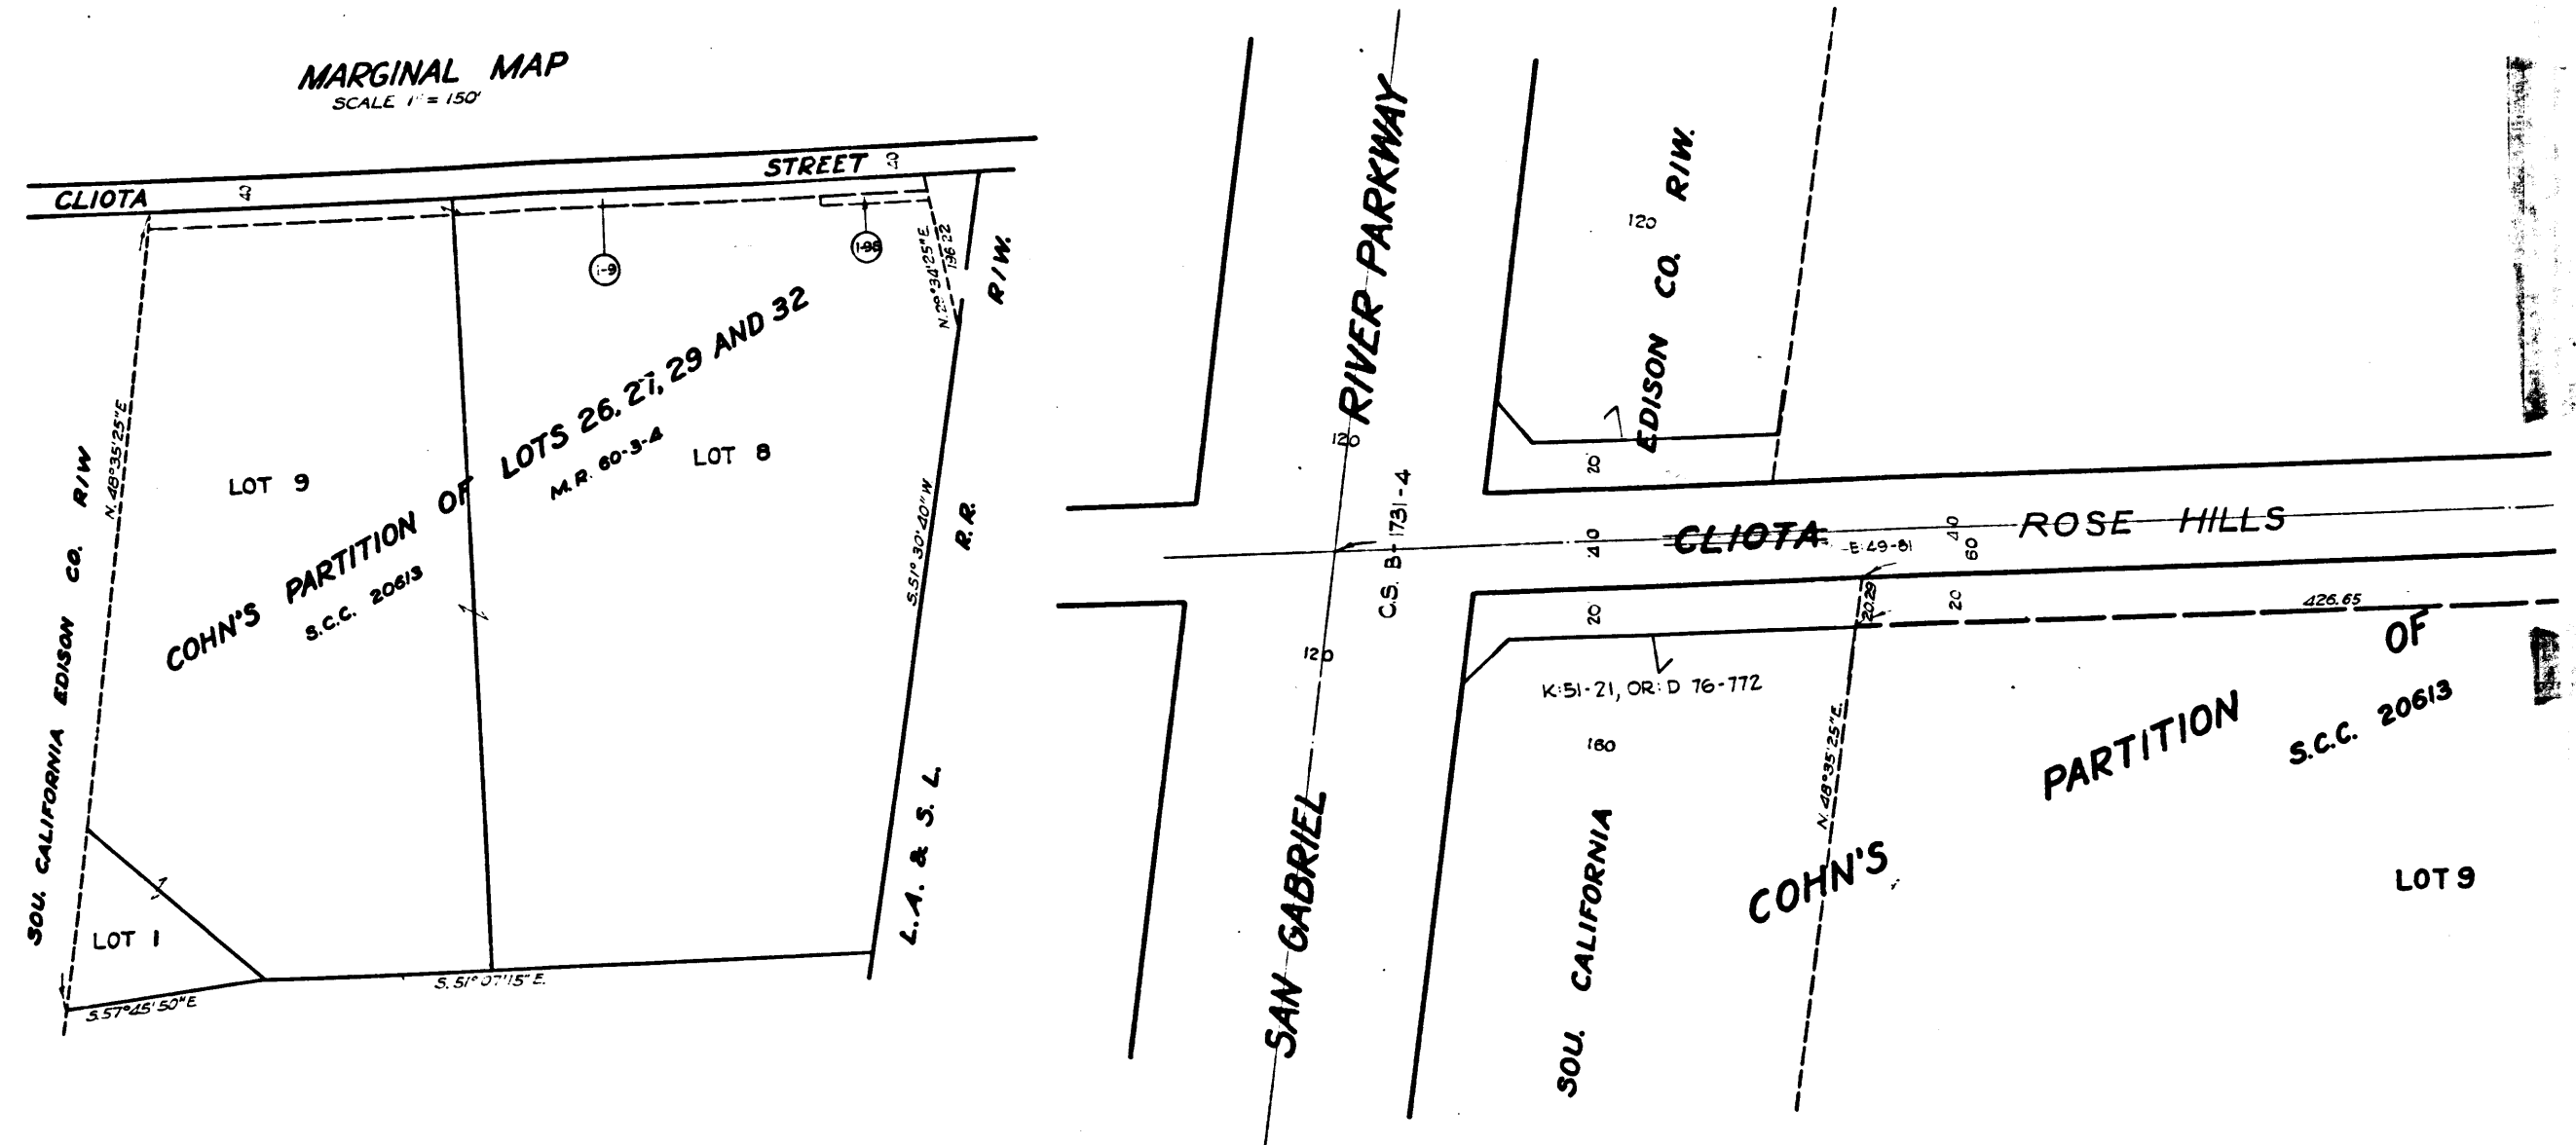 MARGINAL MAP
SCALE 1" = 150'
CLIOTA STREET
40
40
1-9
1-98
N. 29°34'25"E.
196.22
R/W.
N. 48°35'25"E
LOT 9
LOT 8
COHN'S PARTITION OF LOTS 26, 27, 29 AND 32
S.C.C. 20613
M.R. 60-3-4
S.51°30'40"W
L.A. & S. L. R.R.
SOU. CALIFORNIA EDISON CO. R/W
LOT 1
S.57°45'50"E
S.51°07'15"E.
SAN GABRIEL RIVER PARKWAY
120
120
C.S. B-1731-4
SOU. CALIFORNIA EDISON CO. R/W.
120
20
40
20
CLIOTA
E:49-81
40
60
ROSE HILLS
20.29
20
426.65
K:51-21, OR: D 76-772
160
N. 48°35'25"E.
COHN'S PARTITION OF
S.C.C. 20613
LOT 9